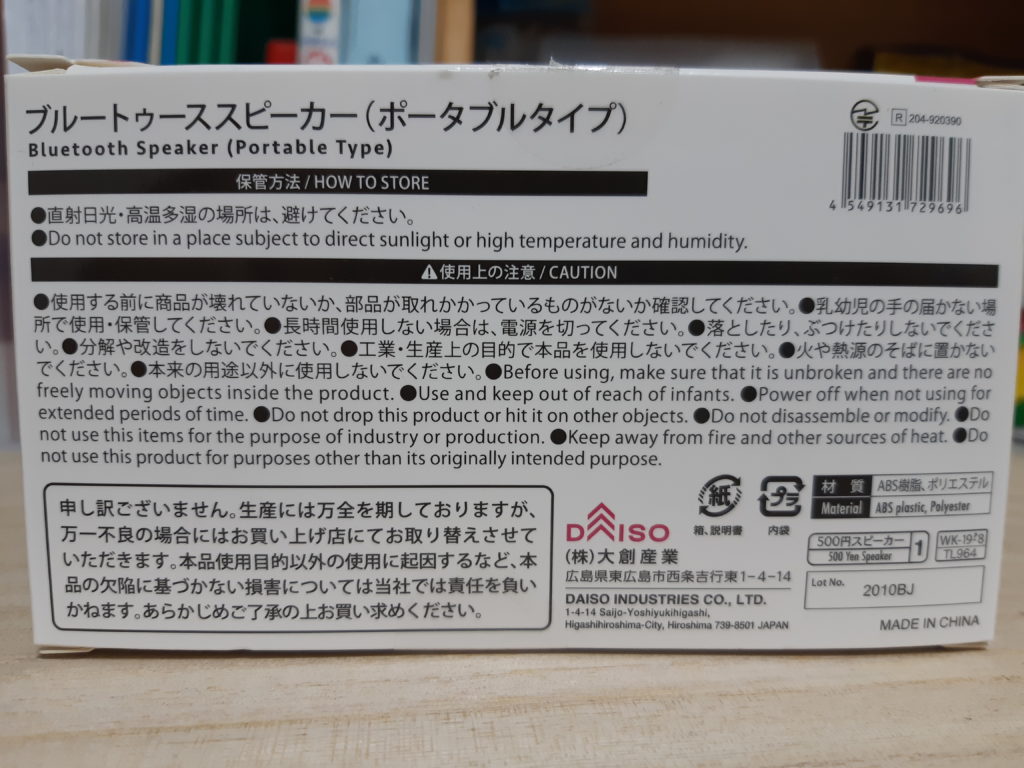 ブルートゥーススピーカー(ポータブルタイプ)
Bluetooth Speaker (Portable Type)
R 204-920390
4 549131 729696
保管方法 / HOW TO STORE
●直射日光・高温多湿の場所は、避けてください。
●Do not store in a place subject to direct sunlight or high temperature and humidity.
⚠使用上の注意 / CAUTION
●使用する前に商品が壊れていないか、部品が取れかかっているものがないか確認してください。●乳幼児の手の届かない場
所で使用・保管してください。●長時間使用しない場合は、電源を切ってください。●落としたり、ぶつけたりしないでくださ
い。●分解や改造をしないでください。●工業・生産上の目的で本品を使用しないでください。●火や熱源のそばに置かない
でください。●本来の用途以外に使用しないでください。●Before using, make sure that it is unbroken and there are no
freely moving objects inside the product. ●Use and keep out of reach of infants. ●Power off when not using for
extended periods of time. ●Do not drop this product or hit it on other objects. ●Do not disassemble or modify. ●Do
not use this items for the purpose of industry or production. ●Keep away from fire and other sources of heat. ●Do
not use this product for purposes other than its originally intended purpose.
申し訳ございません。生産には万全を期しておりますが、
万一不良の場合にはお買い上げ店にてお取り替えさせて
いただきます。本品使用目的以外の使用に起因するなど、本
品の欠陥に基づかない損害については当社では責任を負い
かねます。あらかじめご了承の上お買い求めください。
DAISO
(株)大創産業
広島県東広島市西条吉行東1-4-14
DAISO INDUSTRIES CO., LTD.
1-4-14 Saijo-Yoshiyukihigashi,
Higashihiroshima-City, Hiroshima 739-8501 JAPAN
紙
箱、説明書
プラ
内袋
材質 ABS樹脂、ポリエステル
Material ABS plastic, Polyester
500円スピーカー 1
500 Yen Speaker
TL964
Lot No.
2010BJ
MADE IN CHINA